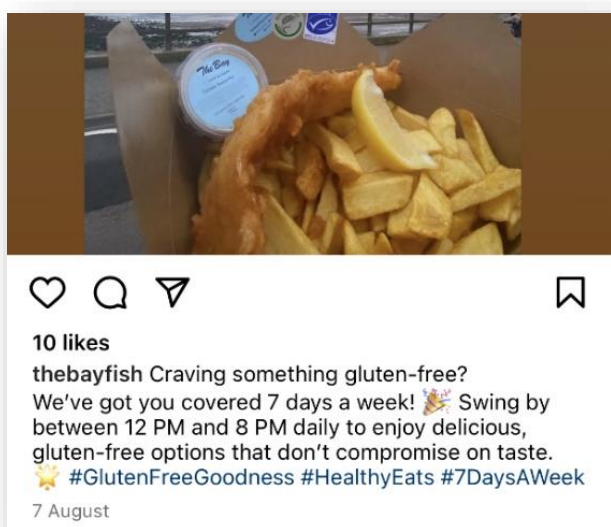 The Bay
10 likes
thebayfish Craving something gluten-free?
We've got you covered 7 days a week! 🎉 Swing by
between 12 PM and 8 PM daily to enjoy delicious,
gluten-free options that don't compromise on taste.
🌟 #GlutenFreeGoodness #HealthyEats #7DaysAWeek
7 August